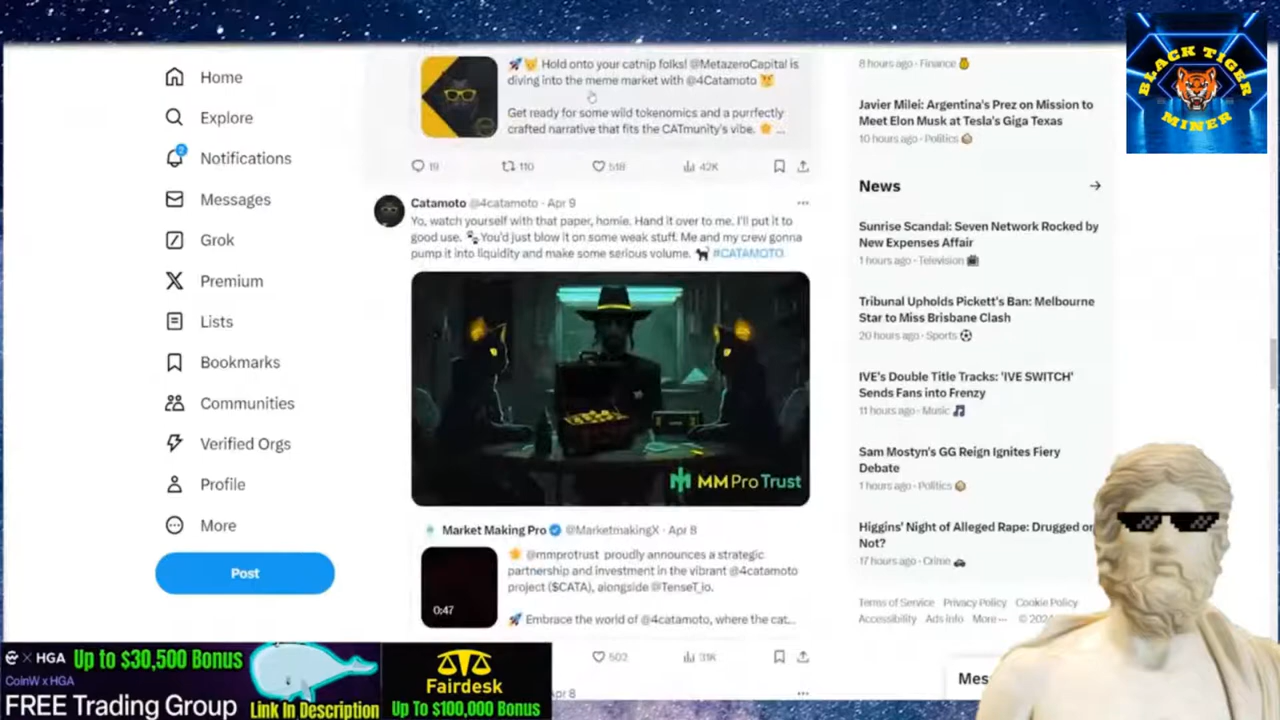 Home
Explore
2
Notifications
Messages
Grok
Premium
Lists
Bookmarks
Communities
Verified Orgs
Profile
More
Post
🚀😺 Hold onto your catnip folks! @MetazeroCapital is
diving into the meme market with @4Catamoto 😼
Get ready for some wild tokenomics and a purrfectly
crafted narrative that fits the CATmunity's vibe. ...
19 110 518 42K
Catamoto @4catamoto · Apr 9
Yo, watch yourself with that paper, homie. Hand it over to me. I'll put it to
good use. 🐾You'd just blow it on some weak stuff. Me and my crew gonna
pump it into liquidity and make some serious volume. 🐈‍⬛ #CATAMOTO
MM Pro Trust
Market Making Pro @MarketmakingX · Apr 8
@mmprotrust proudly announces a strategic
partnership and investment in the vibrant @4catamoto
project ($CATA), alongside @TenseT_io.
0:47
🚀 Embrace the world of @4catamoto, where the cat...
502 31K
Apr 8
8 hours ago · Finance
Javier Milei: Argentina's Prez on Mission to
Meet Elon Musk at Tesla's Giga Texas
10 hours ago · Politics
News
Sunrise Scandal: Seven Network Rocked by
New Expenses Affair
1 hours ago · Television
Tribunal Upholds Pickett's Ban: Melbourne
Star to Miss Brisbane Clash
20 hours ago · Sports
IVE's Double Title Tracks: 'IVE SWITCH'
Sends Fans into Frenzy
11 hours ago · Music
Sam Mostyn's GG Reign Ignites Fiery
Debate
1 hours ago · Politics
Higgins' Night of Alleged Rape: Drugged or
Not?
17 hours ago · Crime
Terms of Service Privacy Policy Cookie Policy
Accessibility Ads info More ··· ©
Mes
BLACK TIGER
MINER
X HGA Up to $30,500 Bonus
CoinW x HGA
FREE Trading Group
Link In Description
Fairdesk
Up To $100,000 Bonus